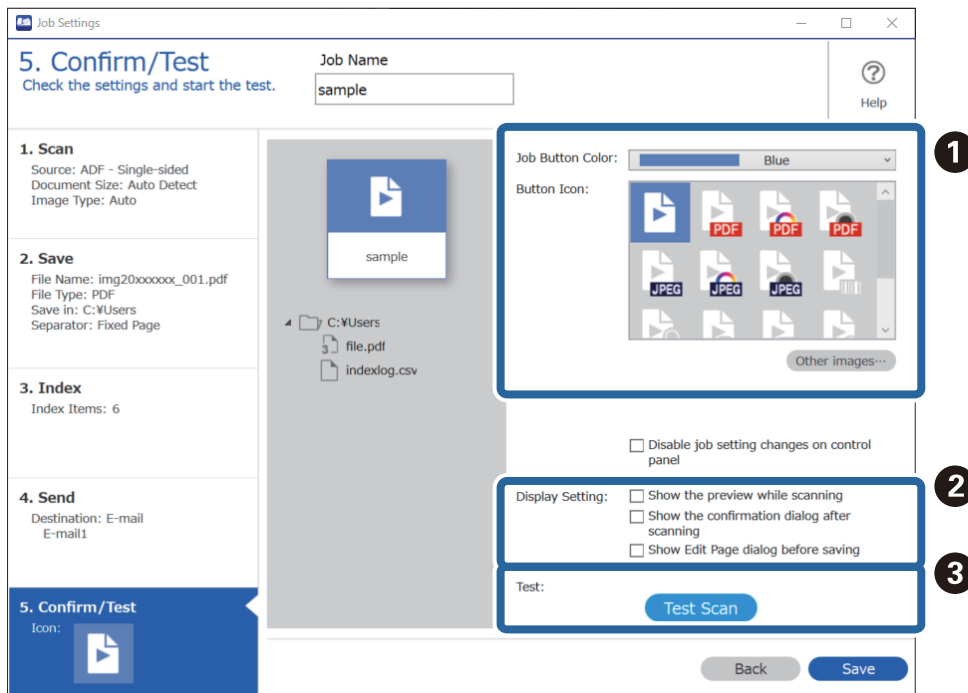 Job Settings
5. Confirm/Test
Check the settings and start the test.
Job Name
sample
?
Help
1. Scan
Source: ADF - Single-sided
Document Size: Auto Detect
Image Type: Auto
2. Save
File Name: img20xxxxxx_001.pdf
File Type: PDF
Save in: C:¥Users
Separator: Fixed Page
3. Index
Index Items: 6
4. Send
Destination: E-mail
E-mail1
5. Confirm/Test
Icon:
sample
C:¥Users
3 file.pdf
indexlog.csv
1
Job Button Color: Blue
Button Icon:
PDF PDF PDF
JPEG JPEG JPEG
Other images···
Disable job setting changes on control
panel
2
Display Setting: Show the preview while scanning
Show the confirmation dialog after
scanning
Show Edit Page dialog before saving
3
Test:
Test Scan
Back Save